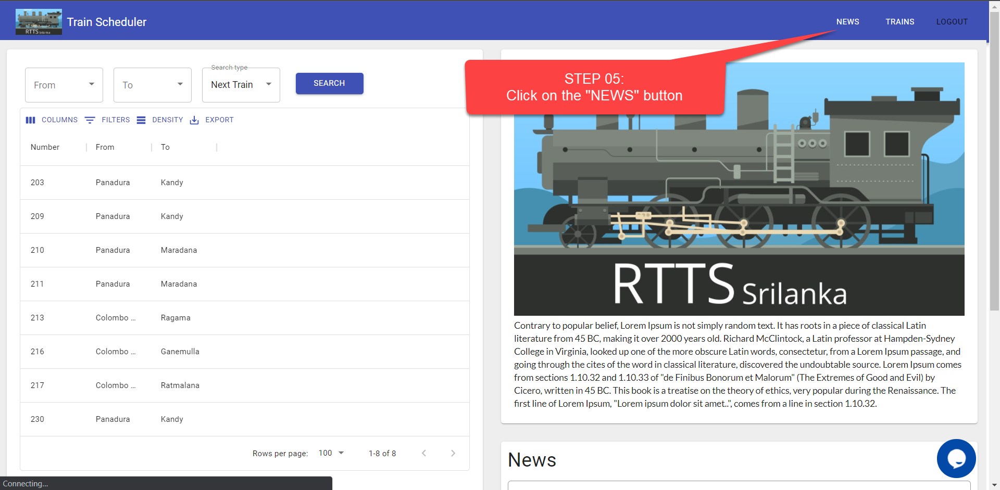 RTTS Srilanka
Train Scheduler
NEWS
TRAINS
LOGOUT
From
To
Search type
Next Train
SEARCH
STEP 05:
Click on the "NEWS" button
COLUMNS
FILTERS
DENSITY
EXPORT
Number From To
203 Panadura Kandy
209 Panadura Kandy
210 Panadura Maradana
211 Panadura Maradana
213 Colombo ... Ragama
216 Colombo ... Ganemulla
217 Colombo ... Ratmalana
230 Panadura Kandy
Rows per page: 100 1-8 of 8
RTTS Srilanka
Contrary to popular belief, Lorem Ipsum is not simply random text. It has roots in a piece of classical Latin
literature from 45 BC, making it over 2000 years old. Richard McClintock, a Latin professor at Hampden-Sydney
College in Virginia, looked up one of the more obscure Latin words, consectetur, from a Lorem Ipsum passage, and
going through the cites of the word in classical literature, discovered the undoubtable source. Lorem Ipsum comes
from sections 1.10.32 and 1.10.33 of "de Finibus Bonorum et Malorum" (The Extremes of Good and Evil) by
Cicero, written in 45 BC. This book is a treatise on the theory of ethics, very popular during the Renaissance. The
first line of Lorem Ipsum, "Lorem ipsum dolor sit amet..", comes from a line in section 1.10.32.
News
Connecting...